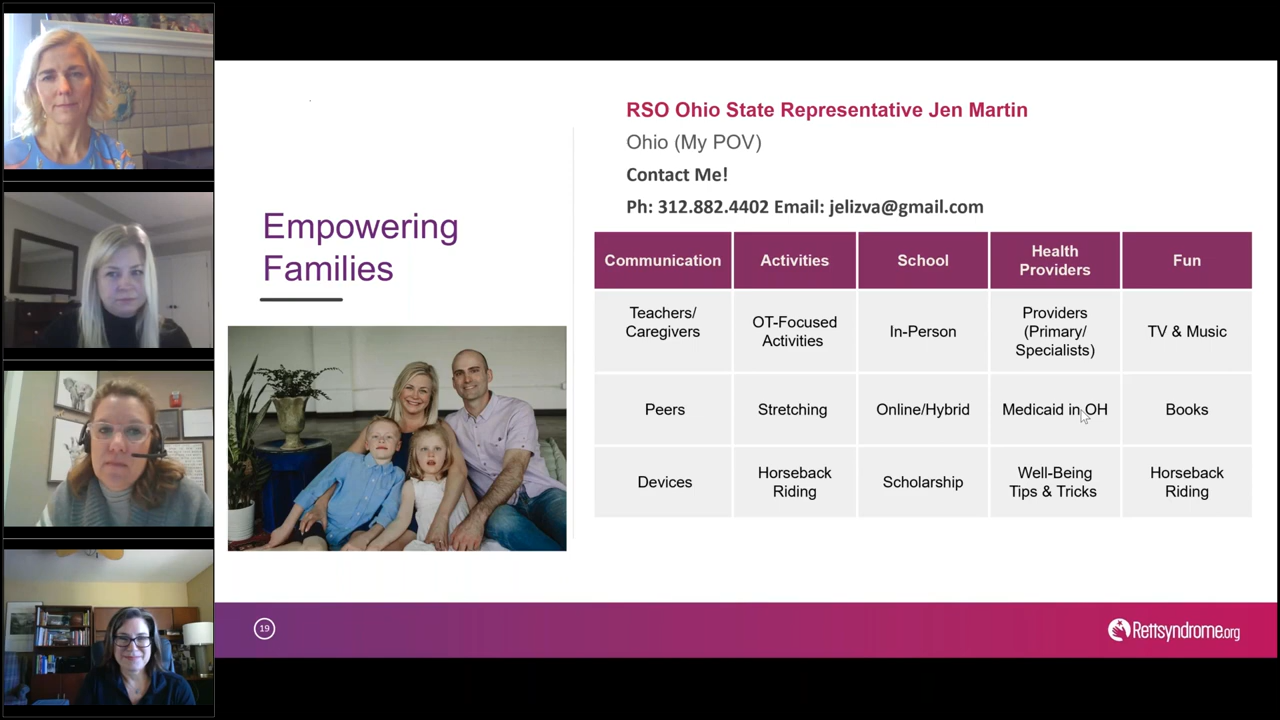 RSO Ohio State Representative Jen Martin
Ohio (My POV)
Contact Me!
Ph: 312.882.4402 Email: jelizva@gmail.com
Empowering
Families
Communication
Activities
School
Health
Providers
Fun
Teachers/
Caregivers
OT-Focused
Activities
In-Person
Providers
(Primary/
Specialists)
TV & Music
Peers
Stretching
Online/Hybrid
Medicaid in OH
Books
Devices
Horseback
Riding
Scholarship
Well-Being
Tips & Tricks
Horseback
Riding
19
Rettsyndrome.org